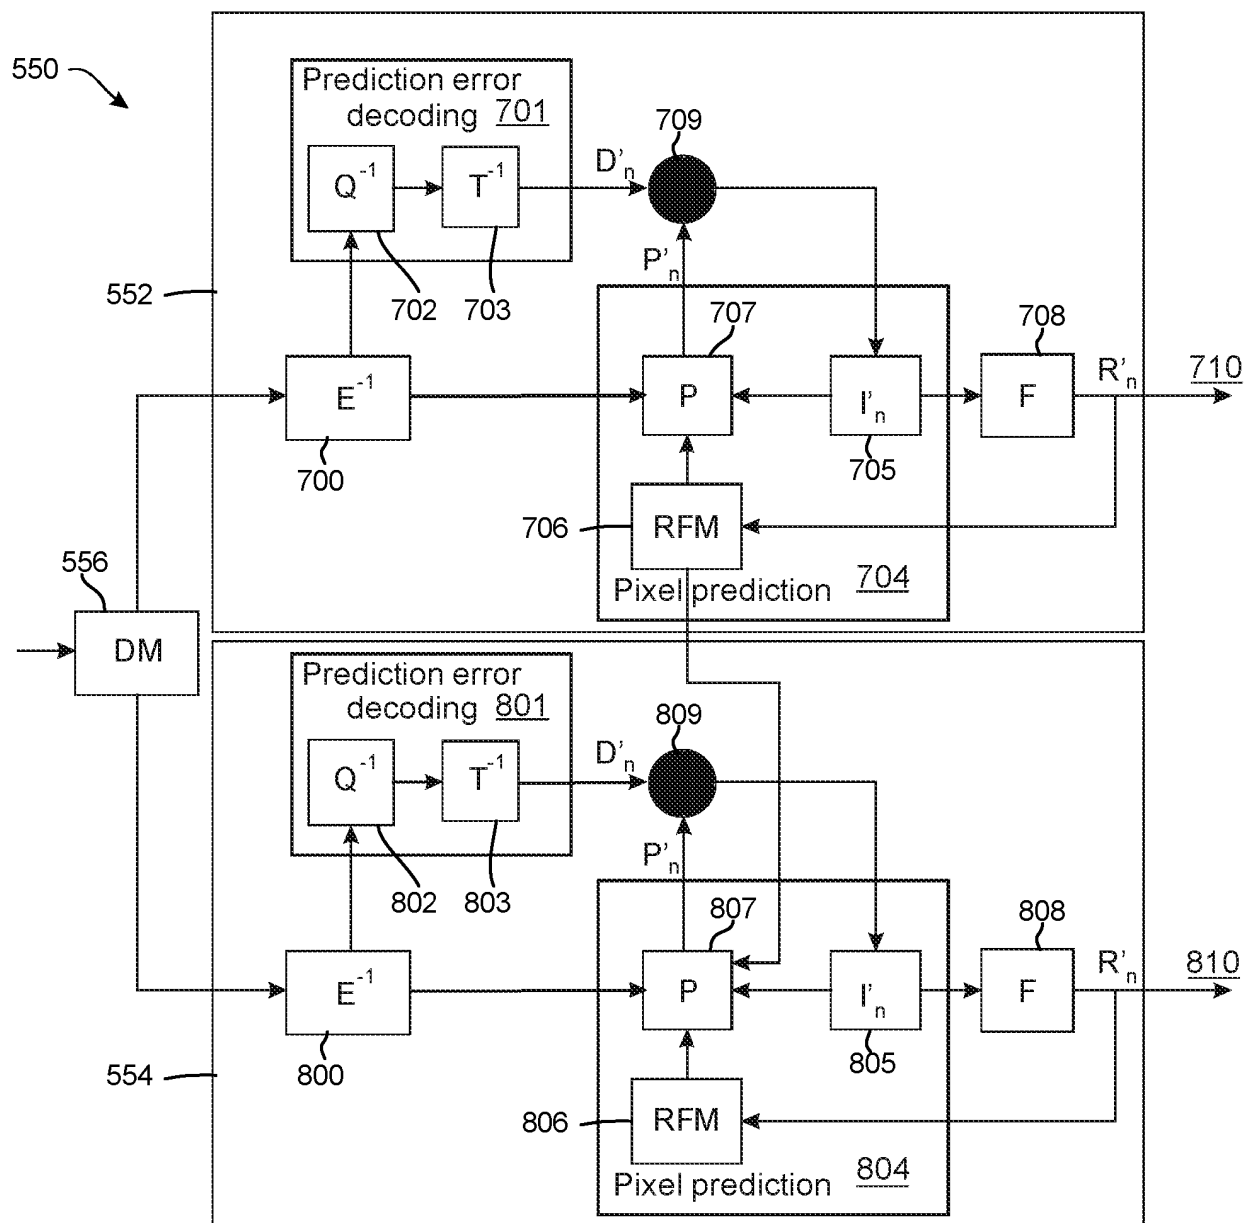 550
Prediction error
decoding 701
709
Q⁻¹
T⁻¹
D'ₙ
P'ₙ
552
702
703
707
708
E⁻¹
P
I'ₙ
F
R'ₙ
710
700
705
706
RFM
Pixel prediction 704
556
DM
Prediction error
decoding 801
809
Q⁻¹
T⁻¹
D'ₙ
P'ₙ
802
803
807
808
E⁻¹
P
I'ₙ
F
R'ₙ
810
554
800
805
806
RFM
Pixel prediction 804